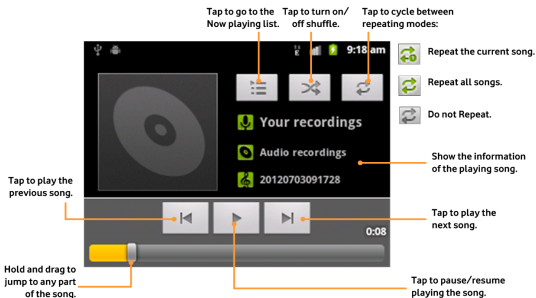 Tap to go to the
Now playing list.
Tap to turn on/
off shuffle.
Tap to cycle between
repeating modes:
9:18 am
Repeat the current song.
Repeat all songs.
Do not Repeat.
Your recordings
Audio recordings
20120703091728
Show the information
of the playing song.
Tap to play the
previous song.
Tap to play the
next song.
0:08
Hold and drag to
jump to any part
of the song.
Tap to pause/resume
playing the song.